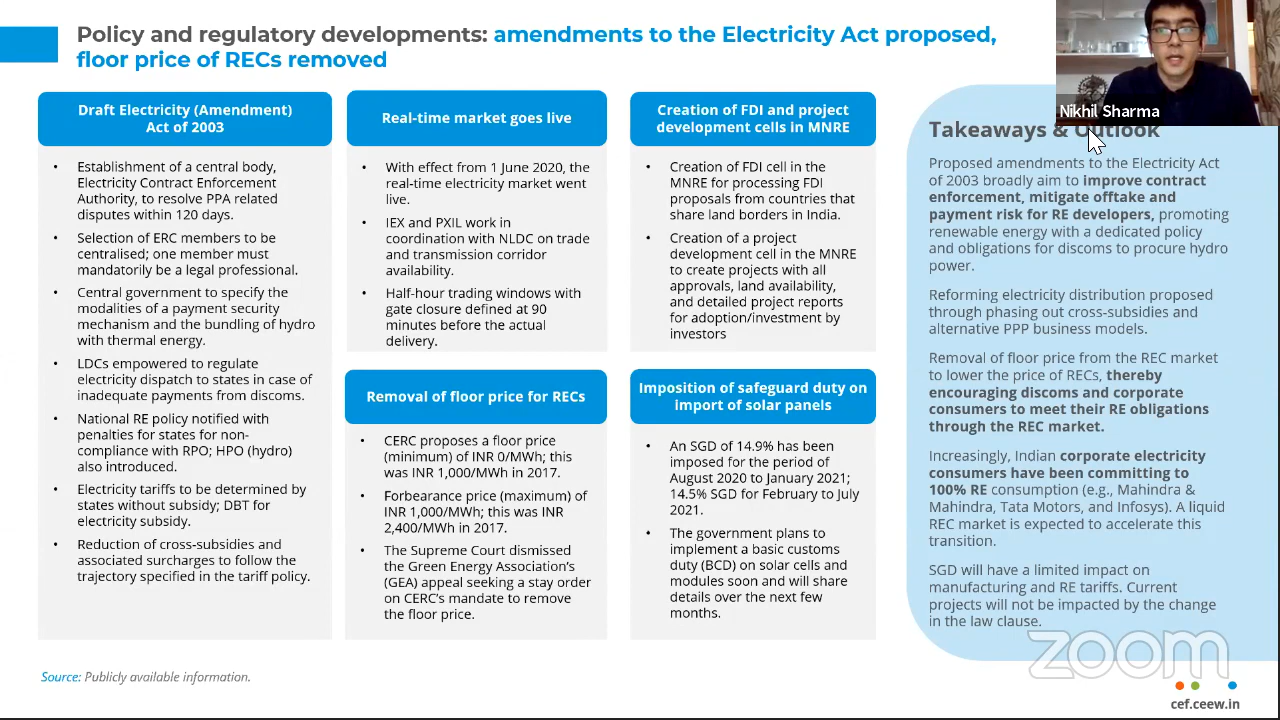 Policy and regulatory developments: amendments to the Electricity Act proposed,
floor price of RECs removed
Draft Electricity (Amendment)
Act of 2003
• Establishment of a central body,
Electricity Contract Enforcement
Authority, to resolve PPA related
disputes within 120 days.
• Selection of ERC members to be
centralised; one member must
mandatorily be a legal professional.
• Central government to specify the
modalities of a payment security
mechanism and the bundling of hydro
with thermal energy.
• LDCs empowered to regulate
electricity dispatch to states in case of
inadequate payments from discoms.
• National RE policy notified with
penalties for states for non-
compliance with RPO; HPO (hydro)
also introduced.
• Electricity tariffs to be determined by
states without subsidy; DBT for
electricity subsidy.
• Reduction of cross-subsidies and
associated surcharges to follow the
trajectory specified in the tariff policy.
Real-time market goes live
• With effect from 1 June 2020, the
real-time electricity market went
live.
• IEX and PXIL work in
coordination with NLDC on trade
and transmission corridor
availability.
• Half-hour trading windows with
gate closure defined at 90
minutes before the actual
delivery.
Removal of floor price for RECs
• CERC proposes a floor price
(minimum) of INR 0/MWh; this
was INR 1,000/MWh in 2017.
• Forbearance price (maximum) of
INR 1,000/MWh; this was INR
2,400/MWh in 2017.
• The Supreme Court dismissed
the Green Energy Association's
(GEA) appeal seeking a stay order
on CERC's mandate to remove
the floor price.
Creation of FDI and project
development cells in MNRE
• Creation of FDI cell in the
MNRE for processing FDI
proposals from countries that
share land borders in India.
• Creation of a project
development cell in the MNRE
to create projects with all
approvals, land availability,
and detailed project reports
for adoption/investment by
investors
Imposition of safeguard duty on
import of solar panels
• An SGD of 14.9% has been
imposed for the period of
August 2020 to January 2021;
14.5% SGD for February to July
2021.
• The government plans to
implement a basic customs
duty (BCD) on solar cells and
modules soon and will share
details over the next few
months.
Nikhil Sharma
Takeaways & Outlook
Proposed amendments to the Electricity Act
of 2003 broadly aim to improve contract
enforcement, mitigate offtake and
payment risk for RE developers, promoting
renewable energy with a dedicated policy
and obligations for discoms to procure hydro
power.
Reforming electricity distribution proposed
through phasing out cross-subsidies and
alternative PPP business models.
Removal of floor price from the REC market
to lower the price of RECs, thereby
encouraging discoms and corporate
consumers to meet their RE obligations
through the REC market.
Increasingly, Indian corporate electricity
consumers have been committing to
100% RE consumption (e.g., Mahindra &
Mahindra, Tata Motors, and Infosys). A liquid
REC market is expected to accelerate this
transition.
SGD will have a limited impact on
manufacturing and RE tariffs. Current
projects will not be impacted by the change
in the law clause.
zoom
Source: Publicly available information.
cef.ceew.in